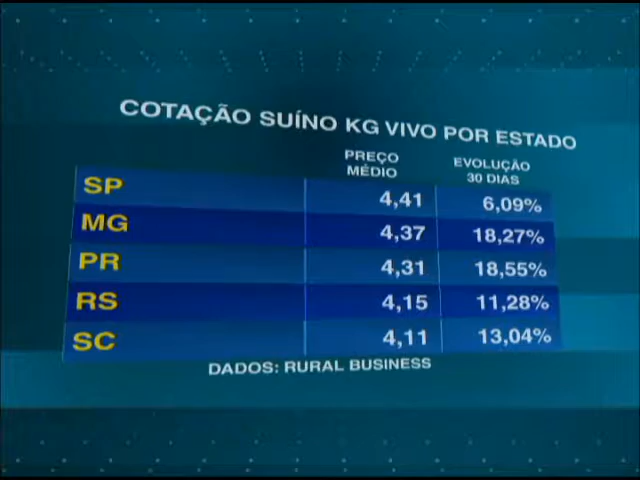 COTAÇÃO SUÍNO KG VIVO POR ESTADO
PREÇO MÉDIO EVOLUÇÃO 30 DIAS
SP 4,41 6,09%
MG 4,37 18,27%
PR 4,31 18,55%
RS 4,15 11,28%
SC 4,11 13,04%
DADOS: RURAL BUSINESS